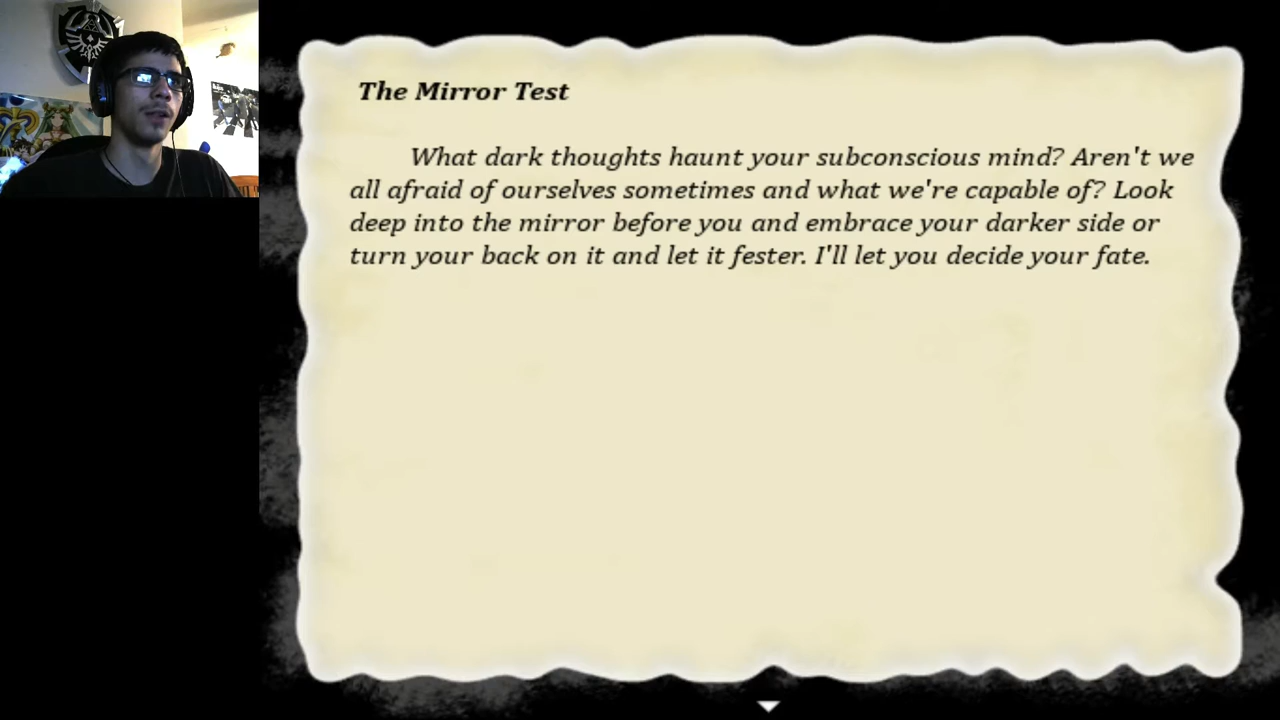 The Mirror Test
What dark thoughts haunt your subconscious mind? Aren't we
all afraid of ourselves sometimes and what we're capable of? Look
deep into the mirror before you and embrace your darker side or
turn your back on it and let it fester. I'll let you decide your fate.